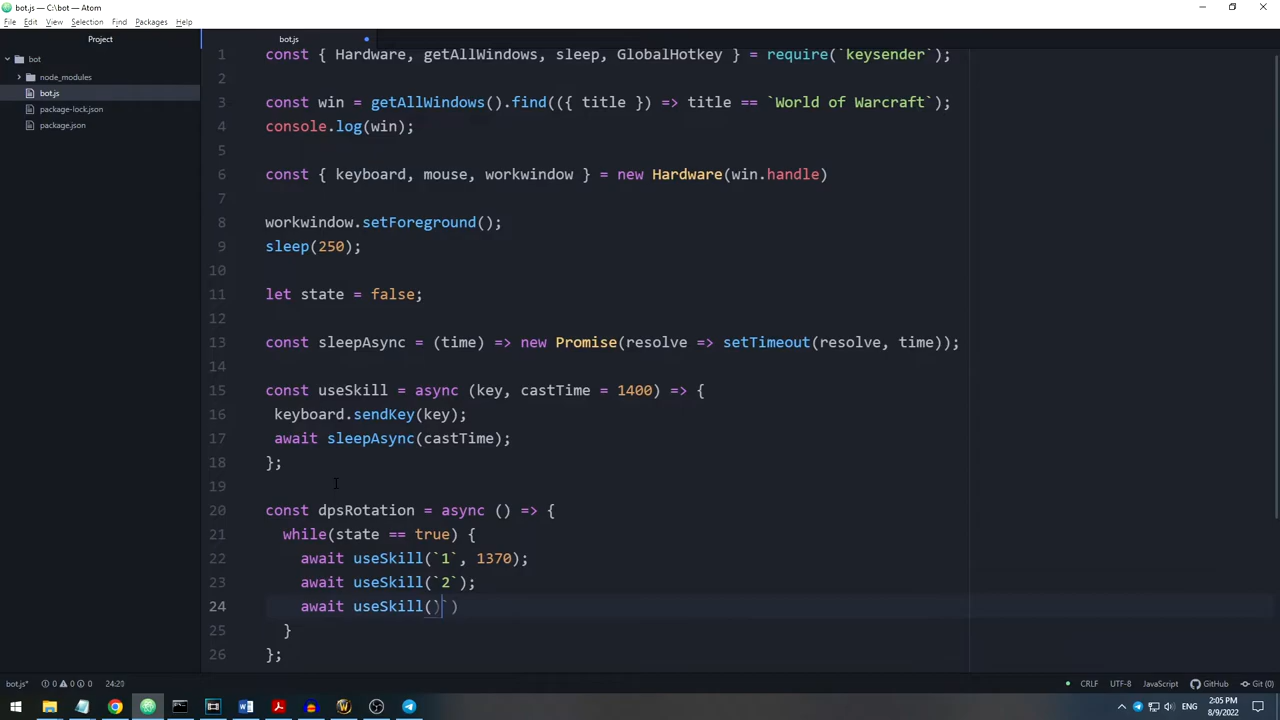 bot.js — C:\bot — Atom
File Edit View Selection Find Packages Help
Project
bot
node_modules
bot.js
package-lock.json
package.json
bot.js
1 const { Hardware, getAllWindows, sleep, GlobalHotkey } = require(`keysender`);
2
3 const win = getAllWindows().find(({ title }) => title == `World of Warcraft`);
4 console.log(win);
5
6 const { keyboard, mouse, workwindow } = new Hardware(win.handle)
7
8 workwindow.setForeground();
9 sleep(250);
10
11 let state = false;
12
13 const sleepAsync = (time) => new Promise(resolve => setTimeout(resolve, time));
14
15 const useSkill = async (key, castTime = 1400) => {
16 keyboard.sendKey(key);
17 await sleepAsync(castTime);
18 };
19
20 const dpsRotation = async () => {
21 while(state == true) {
22 await useSkill(`1`, 1370);
23 await useSkill(`2`);
24 await useSkill()`)
25 }
26 };
bot.js* 0 0 0 24:20 CRLF UTF-8 JavaScript GitHub Git (0)
ENG 2:05 PM
8/9/2022